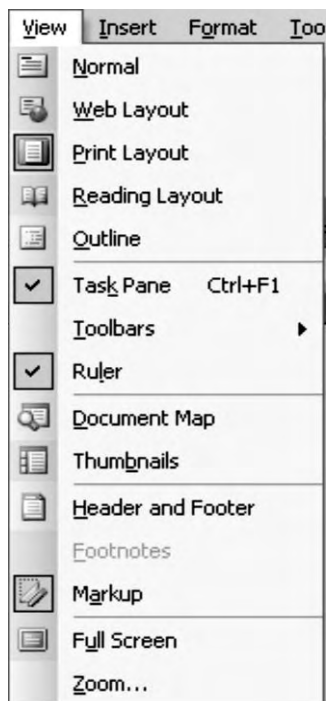 View Insert Format Too
Normal
Web Layout
Print Layout
Reading Layout
Outline
Task Pane Ctrl+F1
Toolbars
Ruler
Document Map
Thumbnails
Header and Footer
Footnotes
Markup
Full Screen
Zoom...